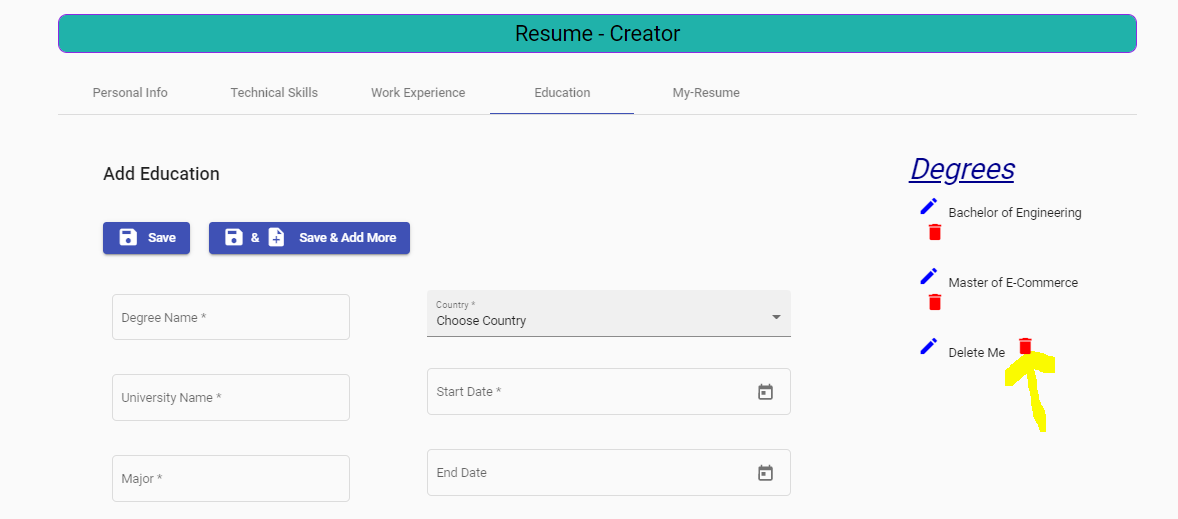 Resume - Creator
Personal Info Technical Skills Work Experience Education My-Resume
Add Education
Save & Save & Add More
Degree Name *
University Name *
Major *
Country *
Choose Country
Start Date *
End Date
Degrees
Bachelor of Engineering
Master of E-Commerce
Delete Me